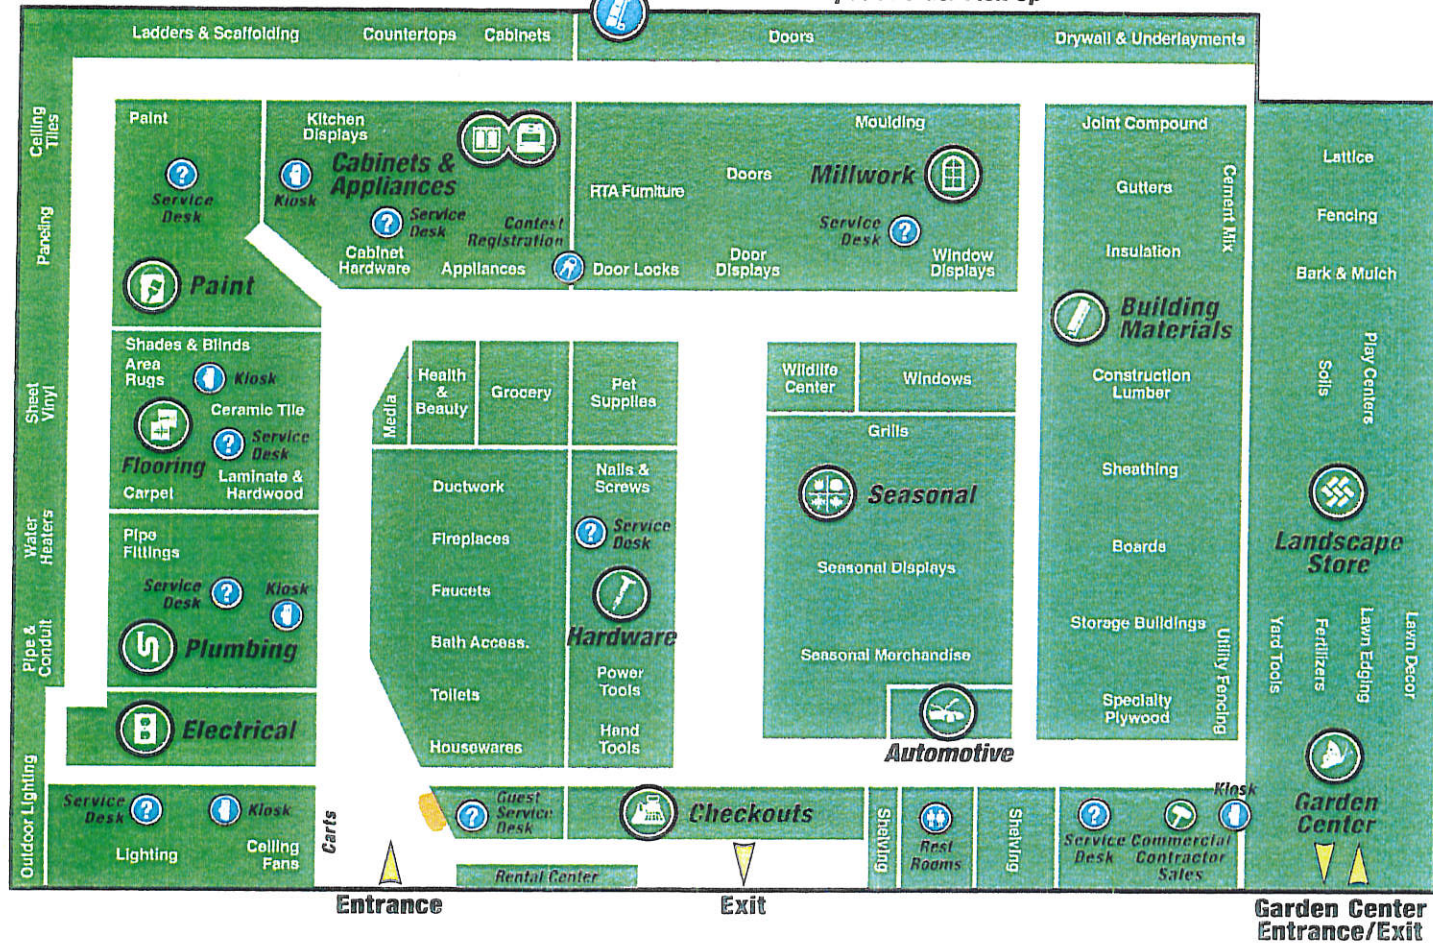 Ladders & Scaffolding
Countertops
Cabinets
Doors
Drywall & Underlayments
Ceiling
Tiles
Paneling
Sheet
Vinyl
Water
Heaters
Pipe &
Conduit
Outdoor Lighting
Paint
Service
Desk
Paint
Kitchen
Displays
Kiosk
Cabinets &
Appliances
Service
Desk
Contest
Registration
Cabinet
Hardware
Appliances
RTA Furniture
Door Locks
Doors
Door
Displays
Moulding
Millwork
Service
Desk
Window
Displays
Joint Compound
Gutters
Cement Mix
Insulation
Building
Materials
Construction
Lumber
Sheathing
Boards
Storage Buildings
Utility Fencing
Specialty
Plywood
Lattice
Fencing
Bark & Mulch
Soils
Play Centers
Landscape
Store
Yard Tools
Fertilizers
Lawn Edging
Lawn Decor
Garden
Center
Shades & Blinds
Area
Rugs
Kiosk
Ceramic Tile
Service
Desk
Flooring
Laminate &
Hardwood
Carpet
Pipe
Fittings
Service
Desk
Kiosk
Plumbing
Electrical
Service
Desk
Kiosk
Lighting
Ceiling
Fans
Carts
Media
Health
&
Beauty
Grocery
Pet
Supplies
Ductwork
Fireplaces
Faucets
Bath Access.
Toilets
Housewares
Nails &
Screws
Service
Desk
Hardware
Power
Tools
Hand
Tools
Wildlife
Center
Windows
Grills
Seasonal
Seasonal Displays
Seasonal Merchandise
Automotive
Guest
Service
Desk
Checkouts
Rental Center
Shelving
Rest
Rooms
Shelving
Service
Desk
Commercial
Contractor
Sales
Kiosk
Entrance
Exit
Garden Center
Entrance/Exit